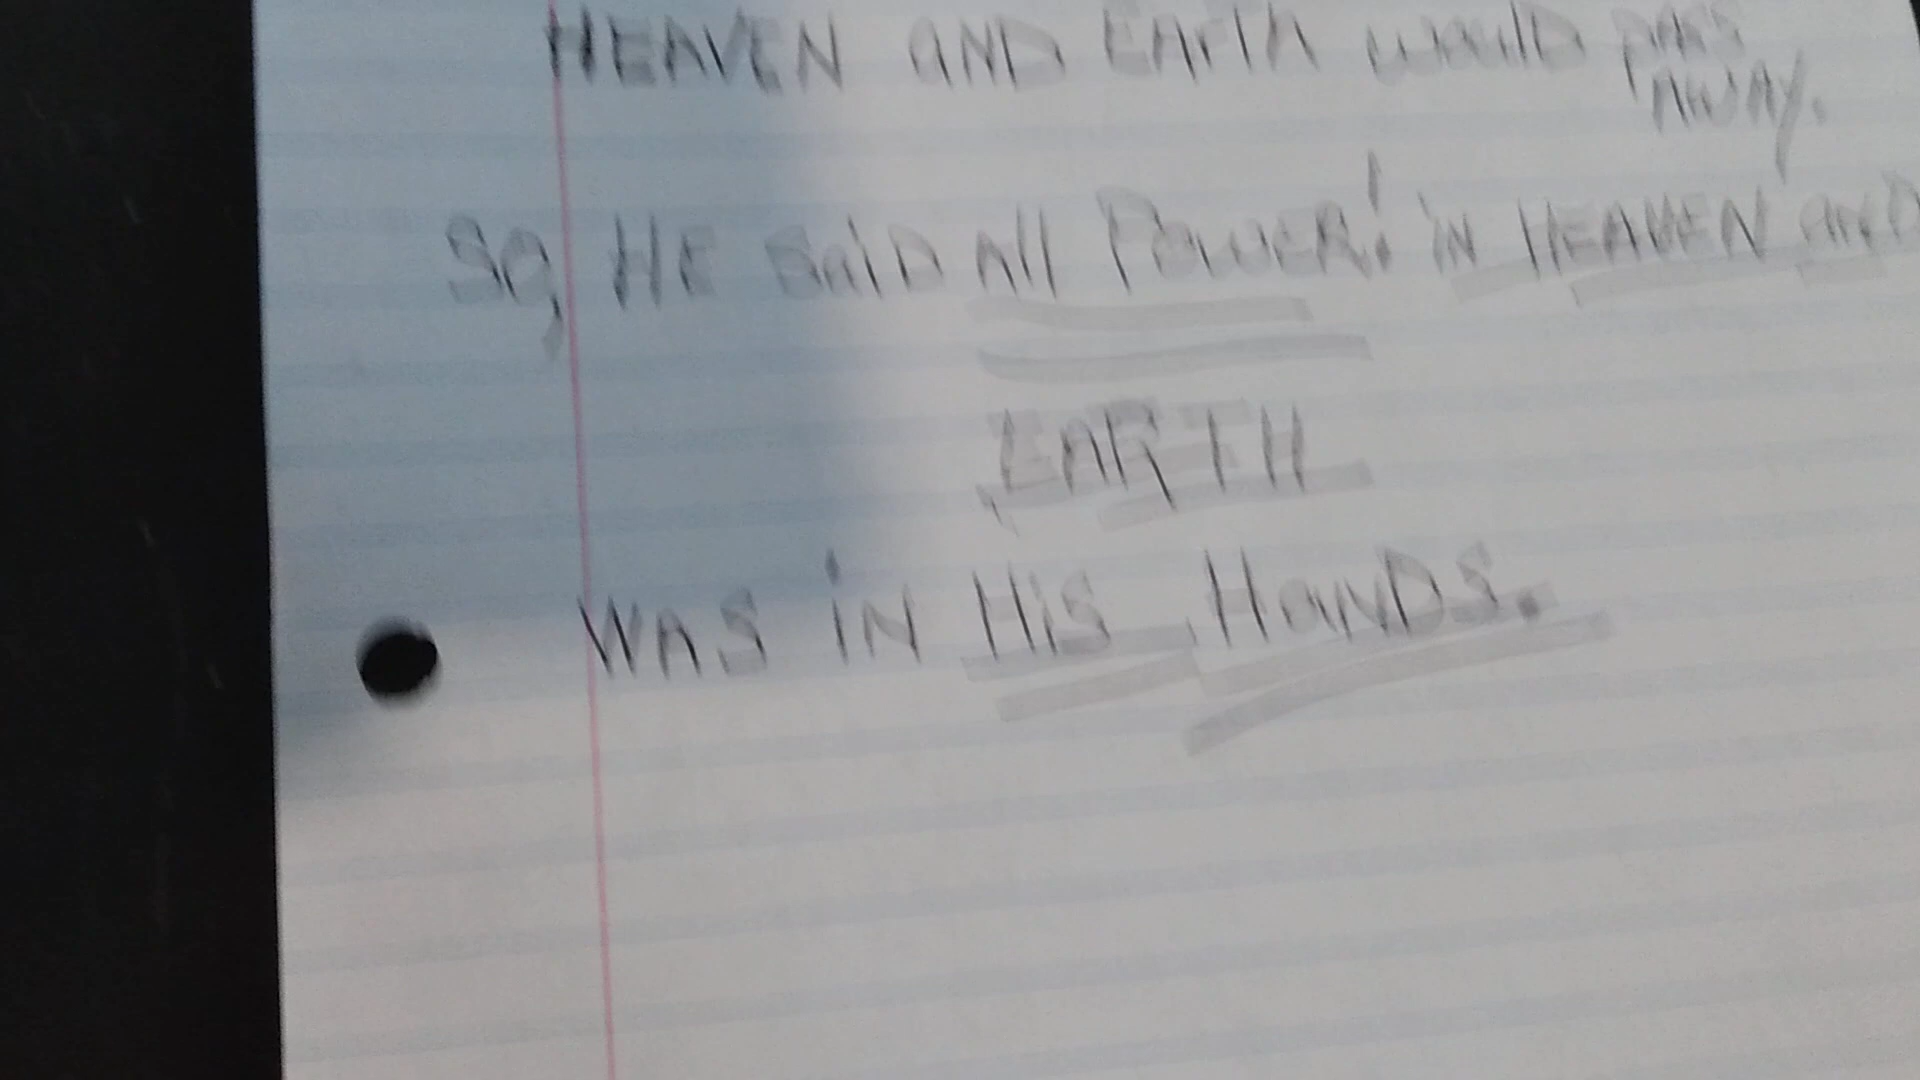 HEAVEN AND EARTh would pass
AWAY.
SO, HE SaiD All PoweR! iN HEAVEN AND
EARTH
WAS iN HiS HaNDS.